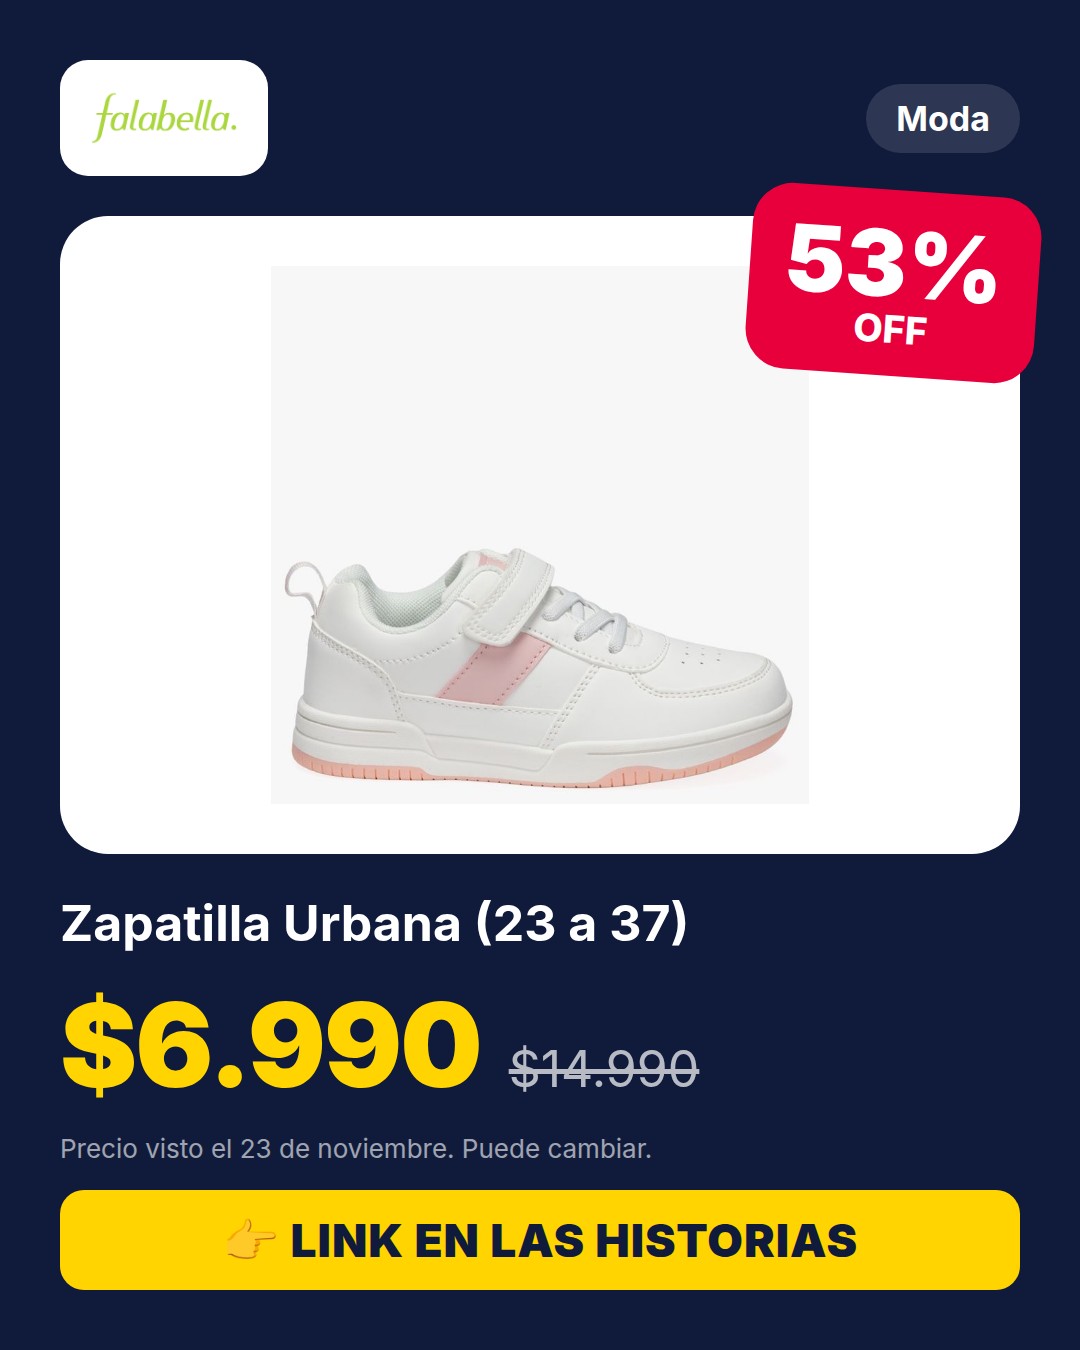 falabella.
Moda
53%
OFF
Zapatilla Urbana (23 a 37)
$6.990 $14.990
Precio visto el 23 de noviembre. Puede cambiar.
👉 LINK EN LAS HISTORIAS